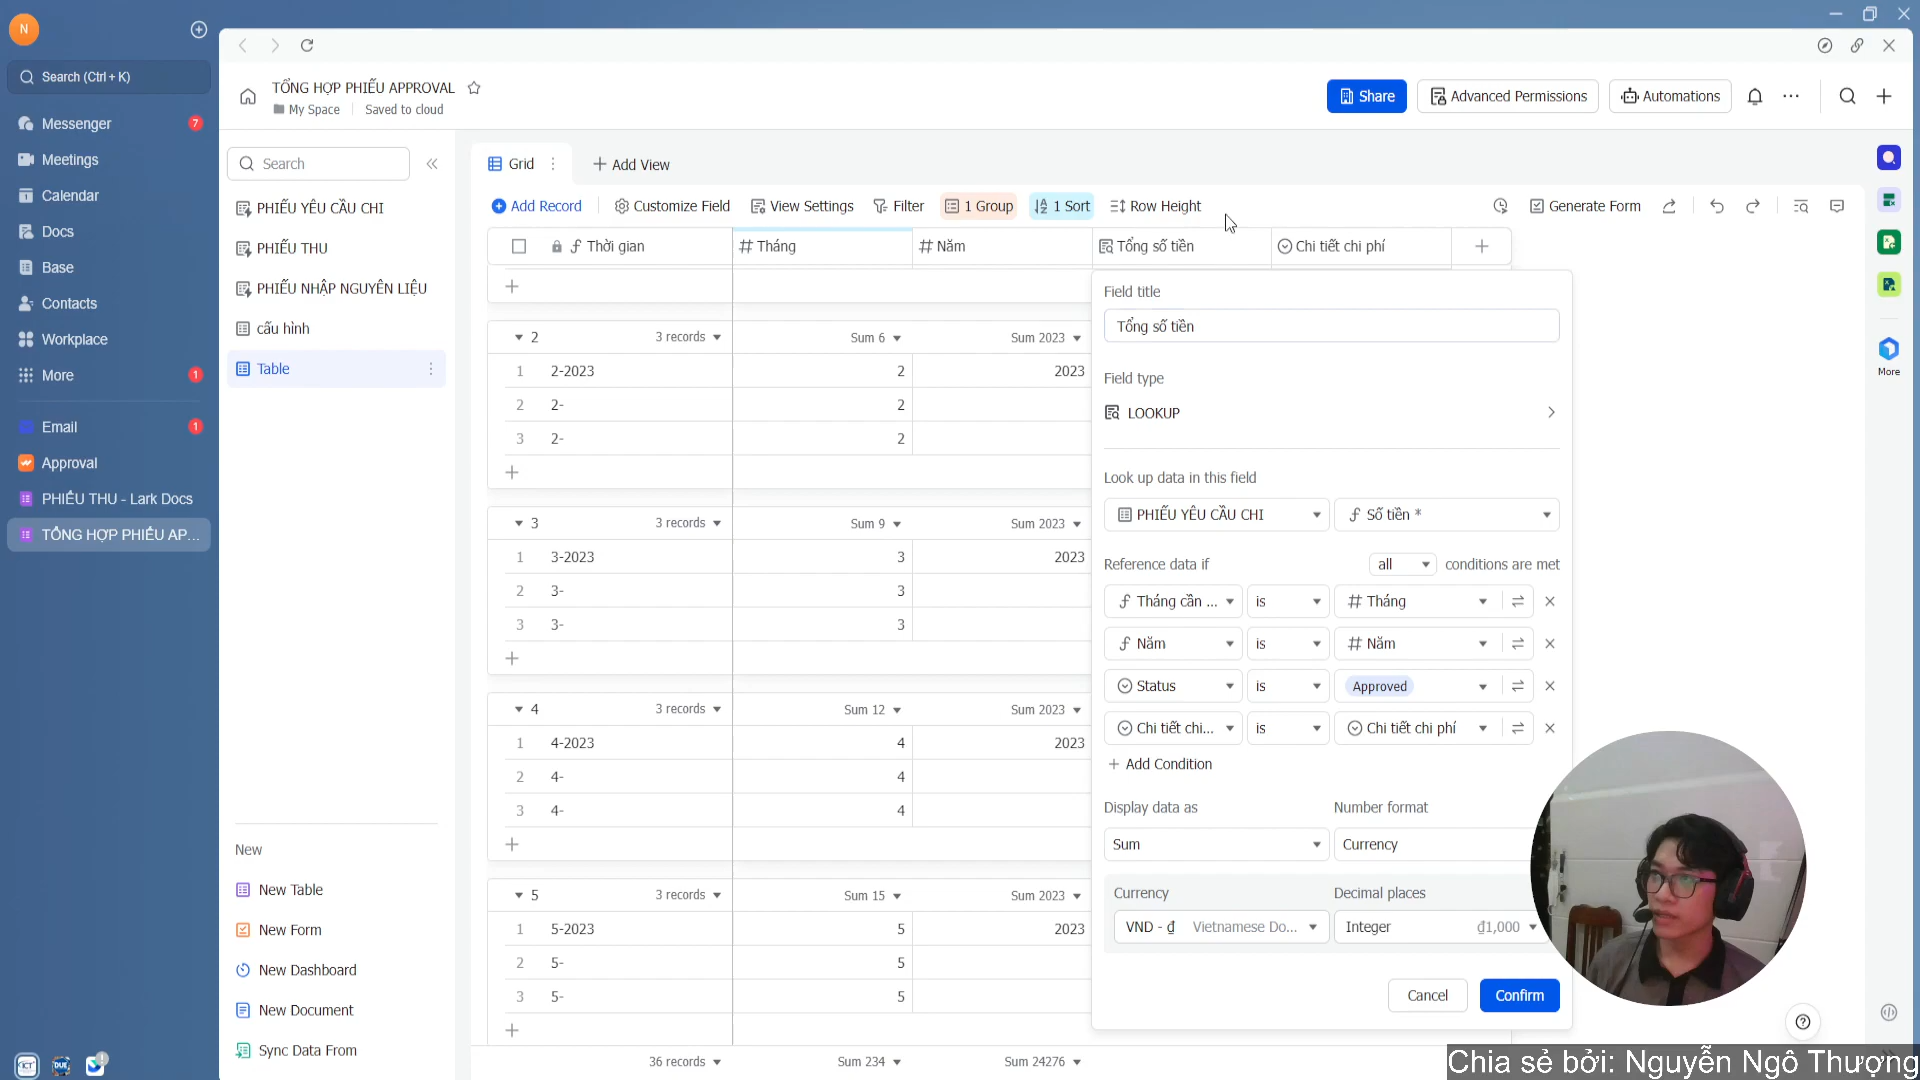 N
Search (Ctrl + K)
Messenger 7
Meetings
Calendar
Docs
Base
Contacts
Workplace
More 1
Email 1
Approval
PHIẾU THU - Lark Docs
TỔNG HỢP PHIẾU AP...
TỔNG HỢP PHIẾU APPROVAL
My Space Saved to cloud
Share Advanced Permissions Automations
Search
PHIẾU YÊU CẦU CHI
PHIẾU THU
PHIẾU NHẬP NGUYÊN LIỆU
cấu hình
Table
New
New Table
New Form
New Dashboard
New Document
Sync Data From
Grid Add View
Add Record Customize Field View Settings Filter 1 Group 1 Sort Row Height Generate Form
Thời gian Tháng Năm Tổng số tiền Chi tiết chi phí
2 3 records Sum 6 Sum 2023
1 2-2023 2 2023
2 2- 2
3 2- 2
3 3 records Sum 9 Sum 2023
1 3-2023 3 2023
2 3- 3
3 3- 3
4 3 records Sum 12 Sum 2023
1 4-2023 4 2023
2 4- 4
3 4- 4
5 3 records Sum 15 Sum 2023
1 5-2023 5 2023
2 5- 5
3 5- 5
36 records Sum 234 Sum 24276
Field title
Tổng số tiền
Field type
LOOKUP
Look up data in this field
PHIẾU YÊU CẦU CHI Số tiền *
Reference data if all conditions are met
Tháng cần ... is Tháng
Năm is Năm
Status is Approved
Chi tiết chi... is Chi tiết chi phí
Add Condition
Display data as Number format
Sum Currency
Currency Decimal places
VND - ₫ Vietnamese Do... Integer ₫1,000
Cancel Confirm
More
Chia sẻ bởi: Nguyễn Ngô Thượng